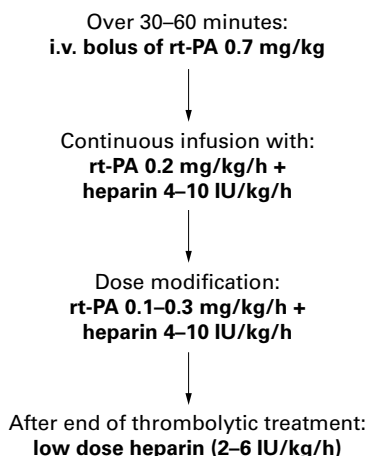 Over 30–60 minutes:
i.v. bolus of rt-PA 0.7 mg/kg
Continuous infusion with:
rt-PA 0.2 mg/kg/h +
heparin 4–10 IU/kg/h
Dose modification:
rt-PA 0.1–0.3 mg/kg/h +
heparin 4–10 IU/kg/h
After end of thrombolytic treatment:
low dose heparin (2–6 IU/kg/h)